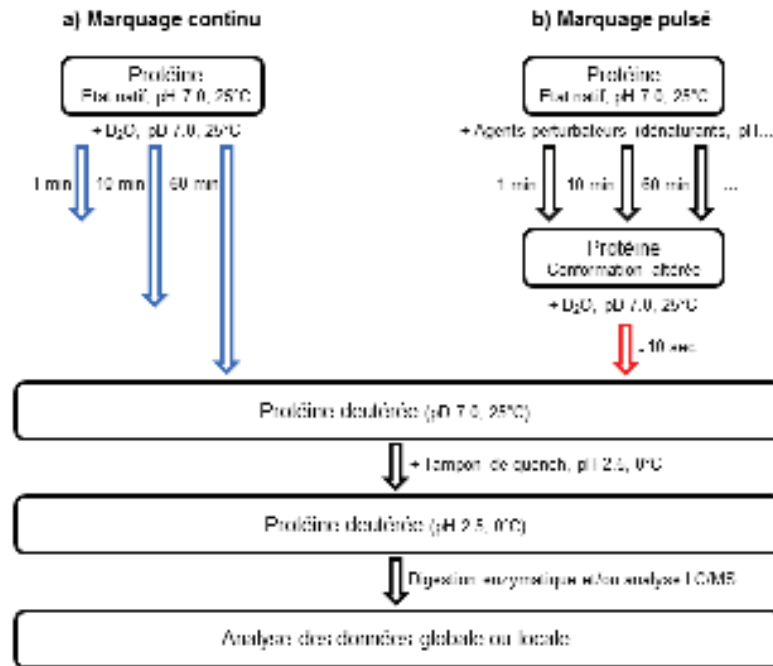 a) Marquage continu
b) Marquage pulsé
Protéine
Etat natif, pH 7.0, 25°C
Protéine
Etat natif, pH 7.0, 25°C
+ D₂O, pD 7.0, 25°C
+ Agents perturbateurs (dénaturants, pH...
1 min 10 min 60 min
1 min 10 min 60 min ...
Protéine
Conformation altérée
+ D₂O, pD 7.0, 25°C
10 sec
Protéine deutérée (pD 7.0, 25°C)
+ Tampon de quench, pH 2.5, 0°C
Protéine deutérée (pH 2.5, 0°C)
Digestion enzymatique et/ou analyse LC/MS
Analyse des données globale ou locale